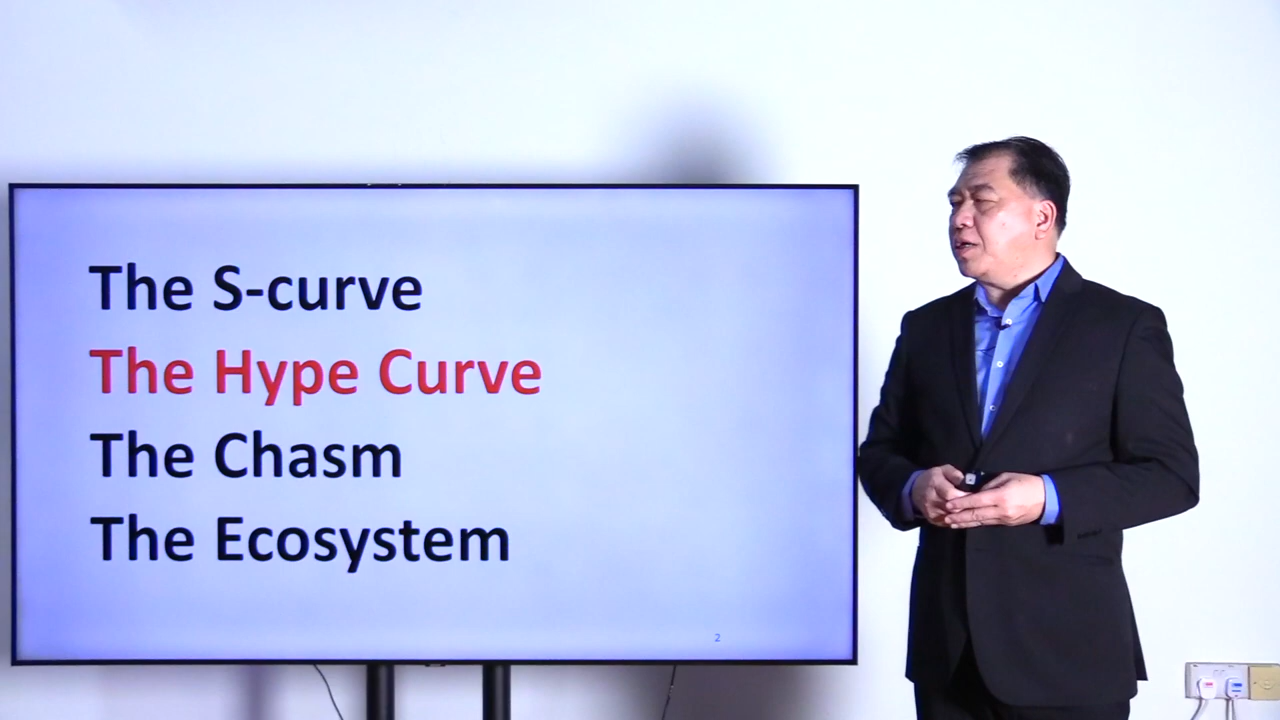 The S-curve
The Hype Curve
The Chasm
The Ecosystem
2